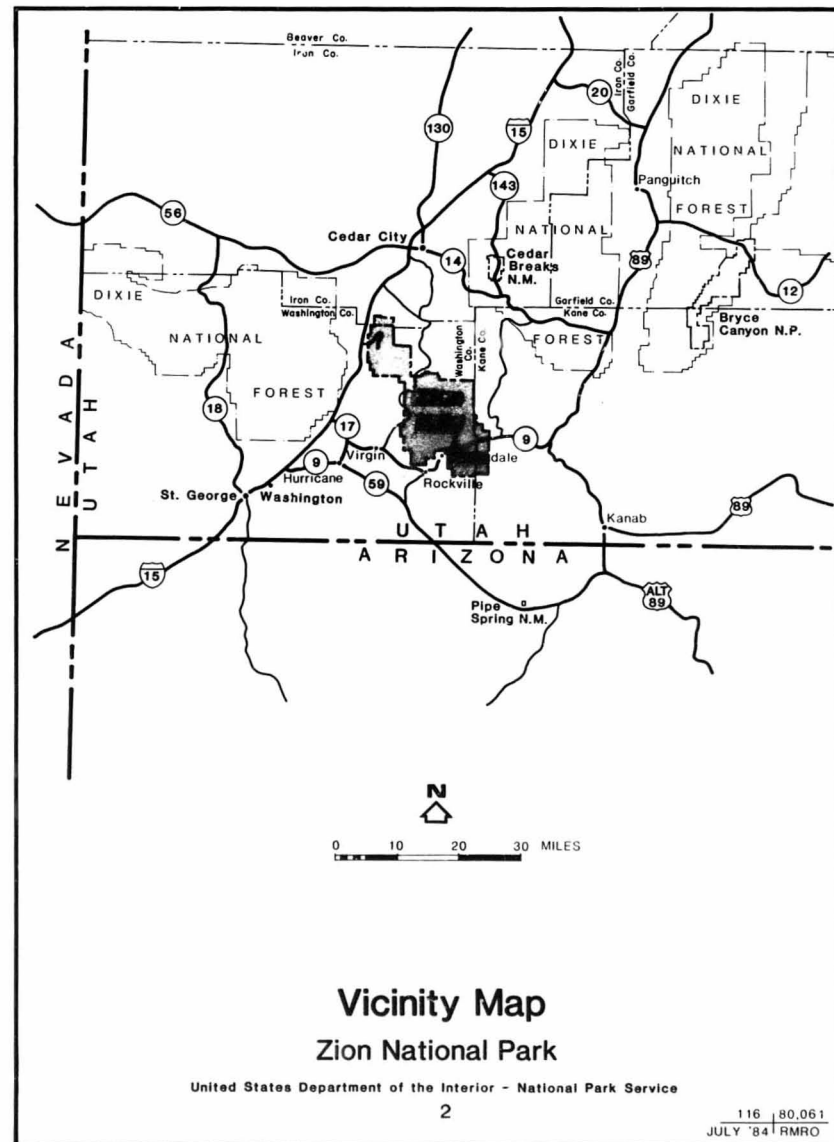 Beaver Co.
Iron Co.
Iron Co.
Garfield Co.
20
DIXIE
NATIONAL
FOREST
130
15
DIXIE
NATIONAL
143
Panguitch
56
Cedar City
14
Cedar
Breaks
N.M.
89
12
Garfield Co.
Kane Co.
Bryce
Canyon N.P.
DIXIE
NATIONAL
FOREST
Iron Co.
Washington Co.
Washington
Co.
Kane Co.
FOREST
NEVADA
UTAH
18
17
Virgin
9
dale
9
Hurricane
59
Rockville
St. George
Washington
Kanab
89
UTAH
ARIZONA
15
Pipe
Spring N.M.
ALT
89
N
0 10 20 30 MILES
Vicinity Map
Zion National Park
United States Department of the Interior - National Park Service
2
116 80,061
JULY '84 RMRO